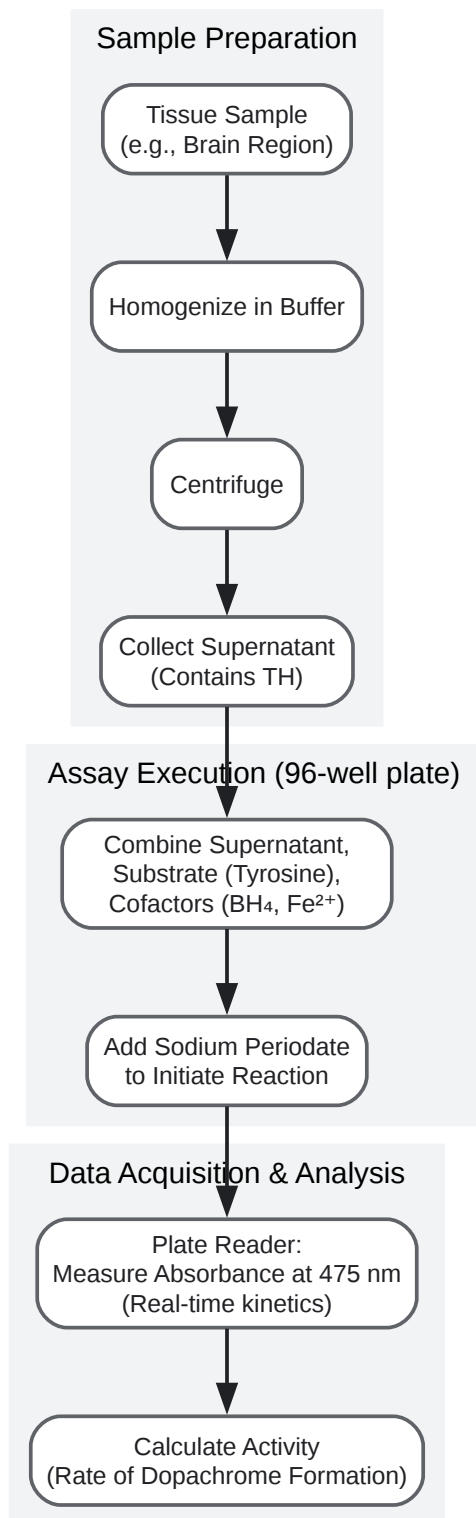 Sample Preparation
Tissue Sample
(e.g., Brain Region)
Homogenize in Buffer
Centrifuge
Collect Supernatant
(Contains TH)
Assay Execution (96-well plate)
Combine Supernatant,
Substrate (Tyrosine),
Cofactors (BH₄, Fe²⁺)
Add Sodium Periodate
to Initiate Reaction
Data Acquisition & Analysis
Plate Reader:
Measure Absorbance at 475 nm
(Real-time kinetics)
Calculate Activity
(Rate of Dopachrome Formation)